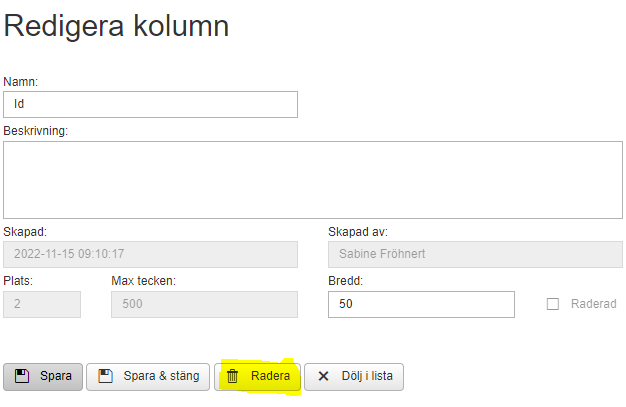 Redigera kolumn
Namn:
Id
Beskrivning:
Skapad: Skapad av:
2022-11-15 09:10:17 Sabine Fröhnert
Plats: Max tecken: Bredd:
2 500 50 Raderad
Spara Spara & stäng Radera Dölj i lista